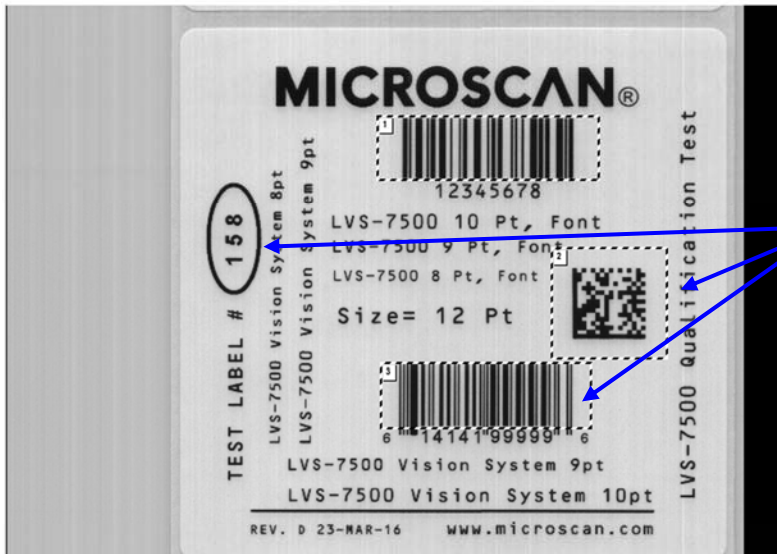 MICROSCAN®
1
12345678
LVS-7500 10 Pt, Font
LVS-7500 9 Pt, Font
2
LVS-7500 8 Pt, Font
Size= 12 Pt
3
6 14141 99999 6
LVS-7500 Vision System 9pt
LVS-7500 Vision System 10pt
REV. D 23-MAR-16 www.microscan.com
TEST LABEL # 158
LVS-7500 Vision System 8pt
LVS-7500 Vision System 9pt
LVS-7500 Qualification Test